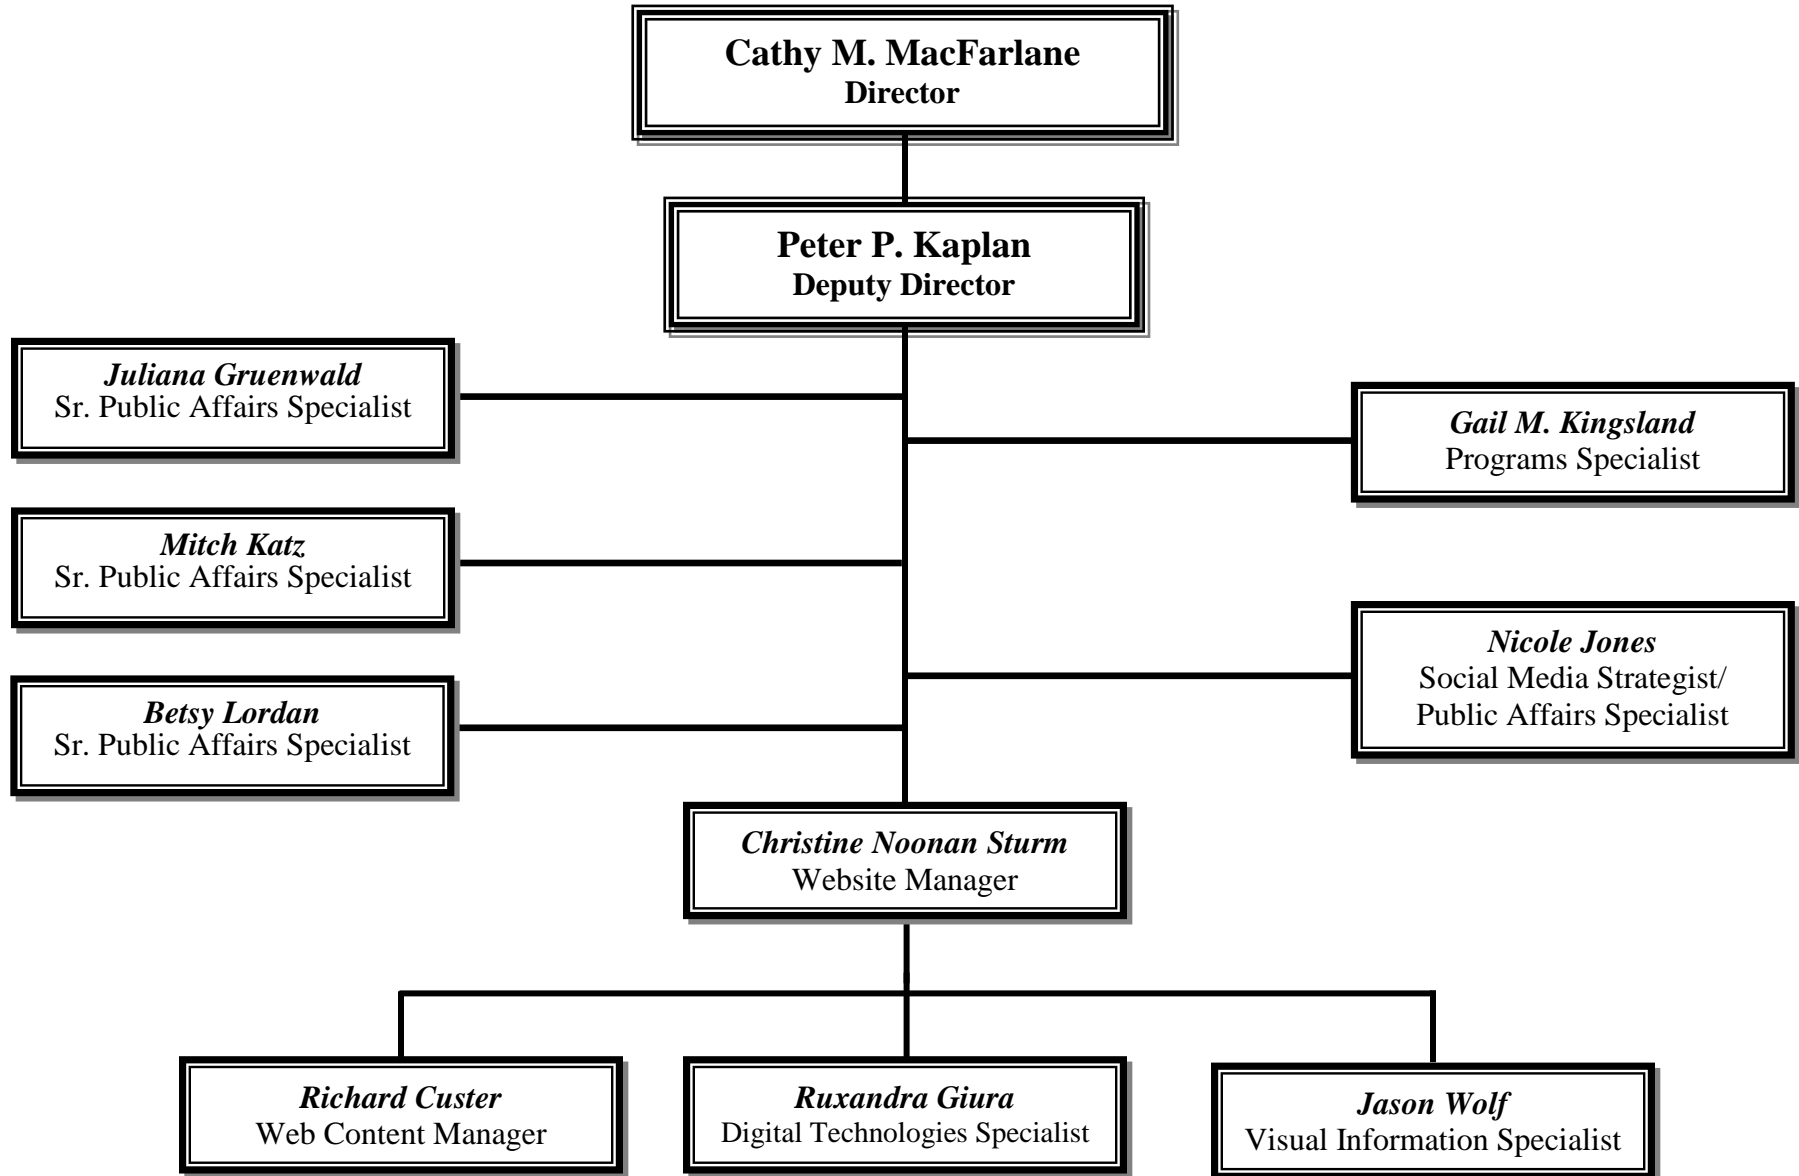 Cathy M. MacFarlane
Director
Peter P. Kaplan
Deputy Director
Juliana Gruenwald
Sr. Public Affairs Specialist
Gail M. Kingsland
Programs Specialist
Mitch Katz
Sr. Public Affairs Specialist
Nicole Jones
Social Media Strategist/
Public Affairs Specialist
Betsy Lordan
Sr. Public Affairs Specialist
Christine Noonan Sturm
Website Manager
Richard Custer
Web Content Manager
Ruxandra Giura
Digital Technologies Specialist
Jason Wolf
Visual Information Specialist